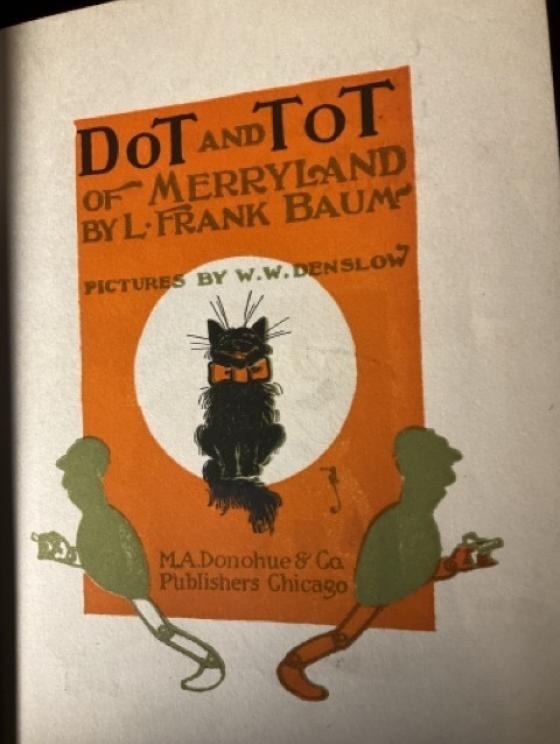 DOT AND TOT
OF MERRYLAND
BY L. FRANK BAUM
PICTURES BY W.W. DENSLOW
M.A. Donohue & Co.
Publishers Chicago